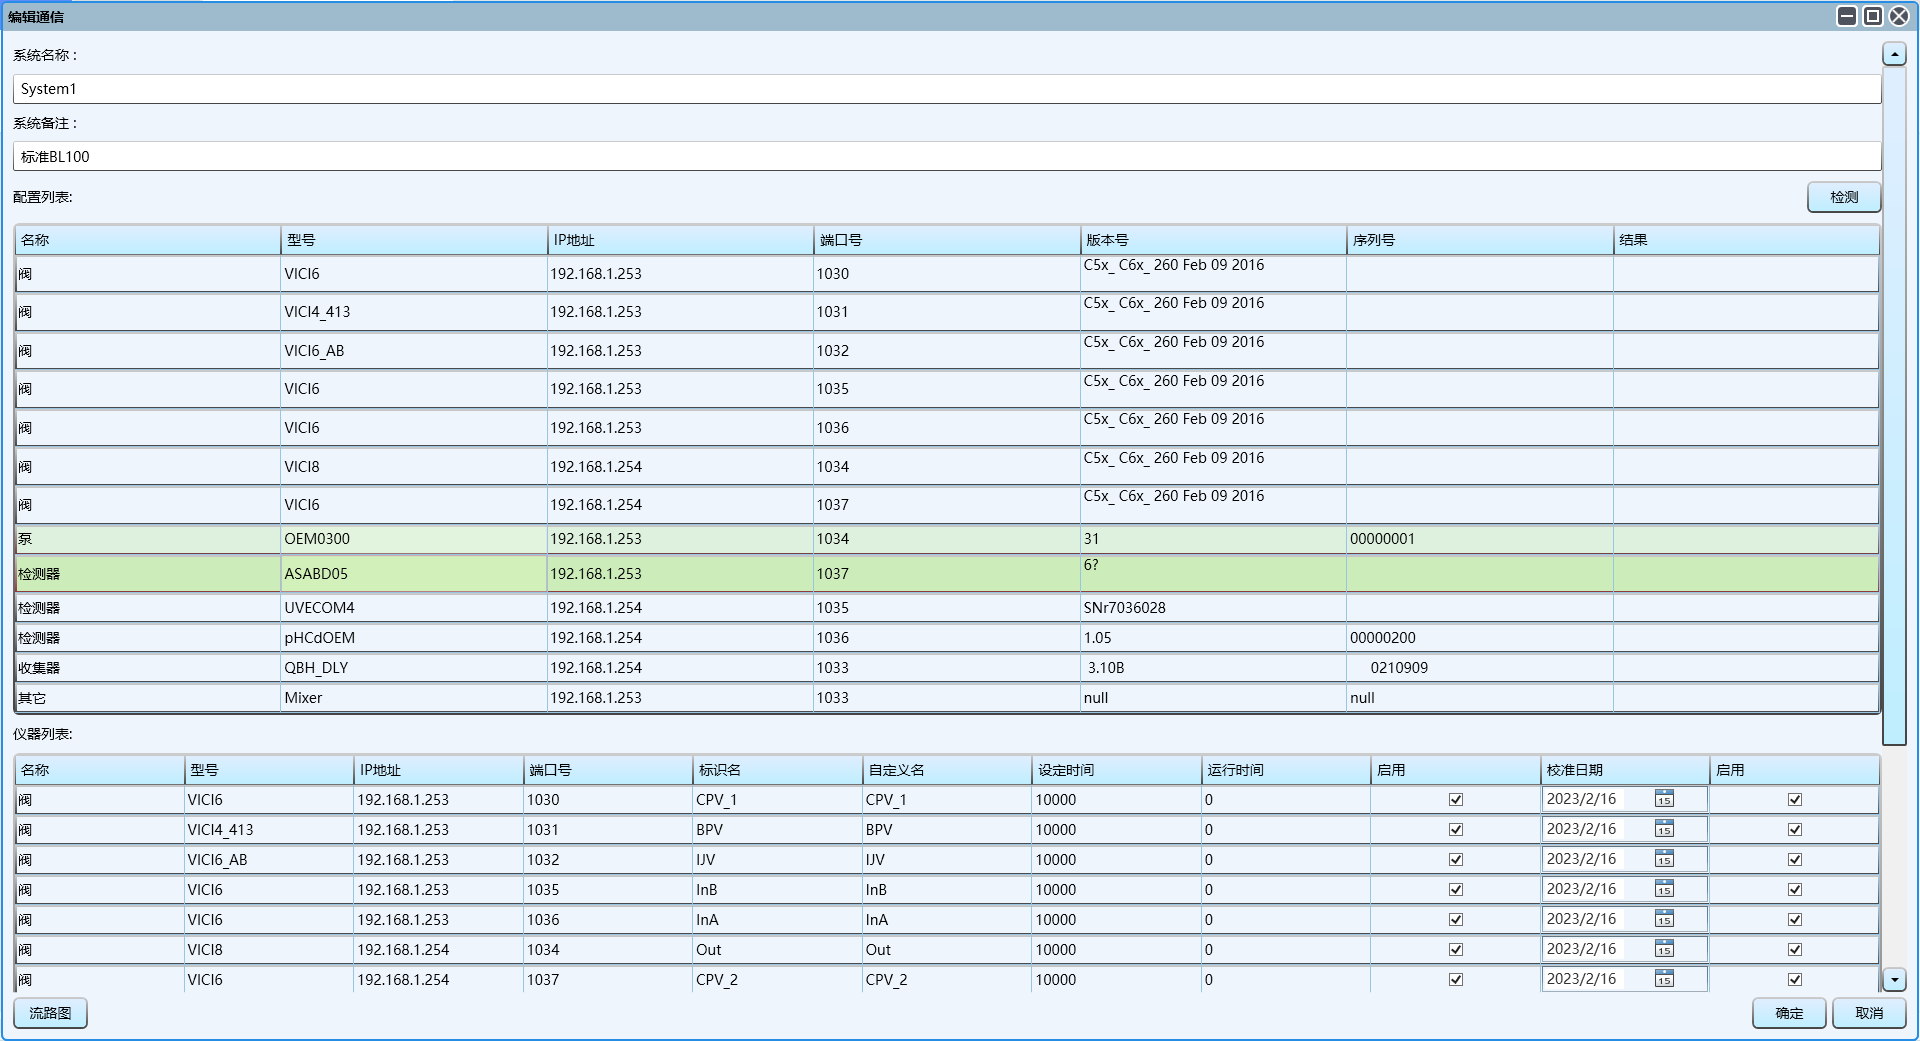 编辑通信
系统名称 :
System1
系统备注 :
标准BL100
配置列表:
检测
名称 型号 IP地址 端口号 版本号 序列号 结果
阀 VICI6 192.168.1.253 1030 C5x_ C6x_ 260 Feb 09 2016
阀 VICI4_413 192.168.1.253 1031 C5x_ C6x_ 260 Feb 09 2016
阀 VICI6_AB 192.168.1.253 1032 C5x_ C6x_ 260 Feb 09 2016
阀 VICI6 192.168.1.253 1035 C5x_ C6x_ 260 Feb 09 2016
阀 VICI6 192.168.1.253 1036 C5x_ C6x_ 260 Feb 09 2016
阀 VICI8 192.168.1.254 1034 C5x_ C6x_ 260 Feb 09 2016
阀 VICI6 192.168.1.254 1037 C5x_ C6x_ 260 Feb 09 2016
泵 OEM0300 192.168.1.253 1034 31 00000001
检测器 ASABD05 192.168.1.253 1037 6?
检测器 UVECOM4 192.168.1.254 1035 SNr7036028
检测器 pHCdOEM 192.168.1.254 1036 1.05 00000200
收集器 QBH_DLY 192.168.1.254 1033 3.10B 0210909
其它 Mixer 192.168.1.253 1033 null null
仪器列表:
名称 型号 IP地址 端口号 标识名 自定义名 设定时间 运行时间 启用 校准日期 启用
阀 VICI6 192.168.1.253 1030 CPV_1 CPV_1 10000 0 2023/2/16 15
阀 VICI4_413 192.168.1.253 1031 BPV BPV 10000 0 2023/2/16 15
阀 VICI6_AB 192.168.1.253 1032 IJV IJV 10000 0 2023/2/16 15
阀 VICI6 192.168.1.253 1035 InB InB 10000 0 2023/2/16 15
阀 VICI6 192.168.1.253 1036 InA InA 10000 0 2023/2/16 15
阀 VICI8 192.168.1.254 1034 Out Out 10000 0 2023/2/16 15
阀 VICI6 192.168.1.254 1037 CPV_2 CPV_2 10000 0 2023/2/16 15
流路图 确定 取消